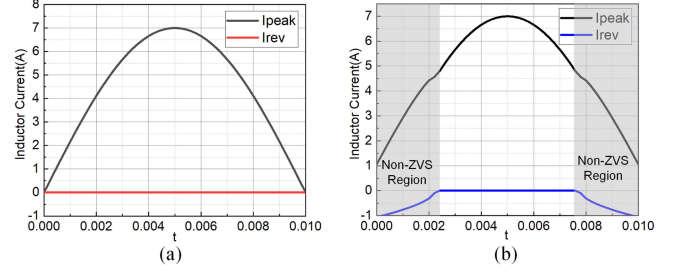 8
7
6
5
4
3
2
1
0
-1
Inductor Current(A)
Ipeak
Irev
0.000 0.002 0.004 0.006 0.008 0.010
t
(a)
7
6
5
4
3
2
1
0
-1
Inductor Current(A)
Ipeak
Irev
Non-ZVS
Region
Non-ZVS
Region
0.000 0.002 0.004 0.006 0.008 0.010
t
(b)